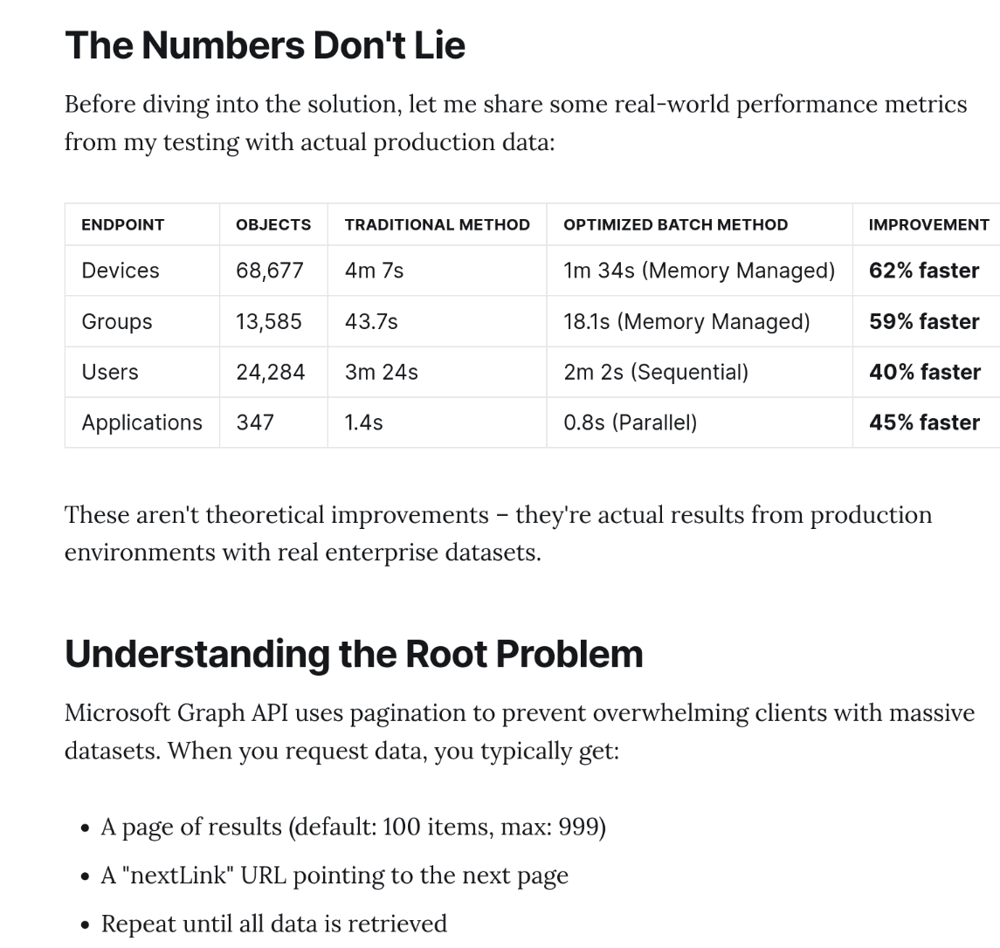 The Numbers Don't Lie
Before diving into the solution, let me share some real-world performance metrics
from my testing with actual production data:
ENDPOINT OBJECTS TRADITIONAL METHOD OPTIMIZED BATCH METHOD IMPROVEMENT
Devices 68,677 4m 7s 1m 34s (Memory Managed) 62% faster
Groups 13,585 43.7s 18.1s (Memory Managed) 59% faster
Users 24,284 3m 24s 2m 2s (Sequential) 40% faster
Applications 347 1.4s 0.8s (Parallel) 45% faster
These aren't theoretical improvements – they're actual results from production
environments with real enterprise datasets.
Understanding the Root Problem
Microsoft Graph API uses pagination to prevent overwhelming clients with massive
datasets. When you request data, you typically get:
• A page of results (default: 100 items, max: 999)
• A "nextLink" URL pointing to the next page
• Repeat until all data is retrieved